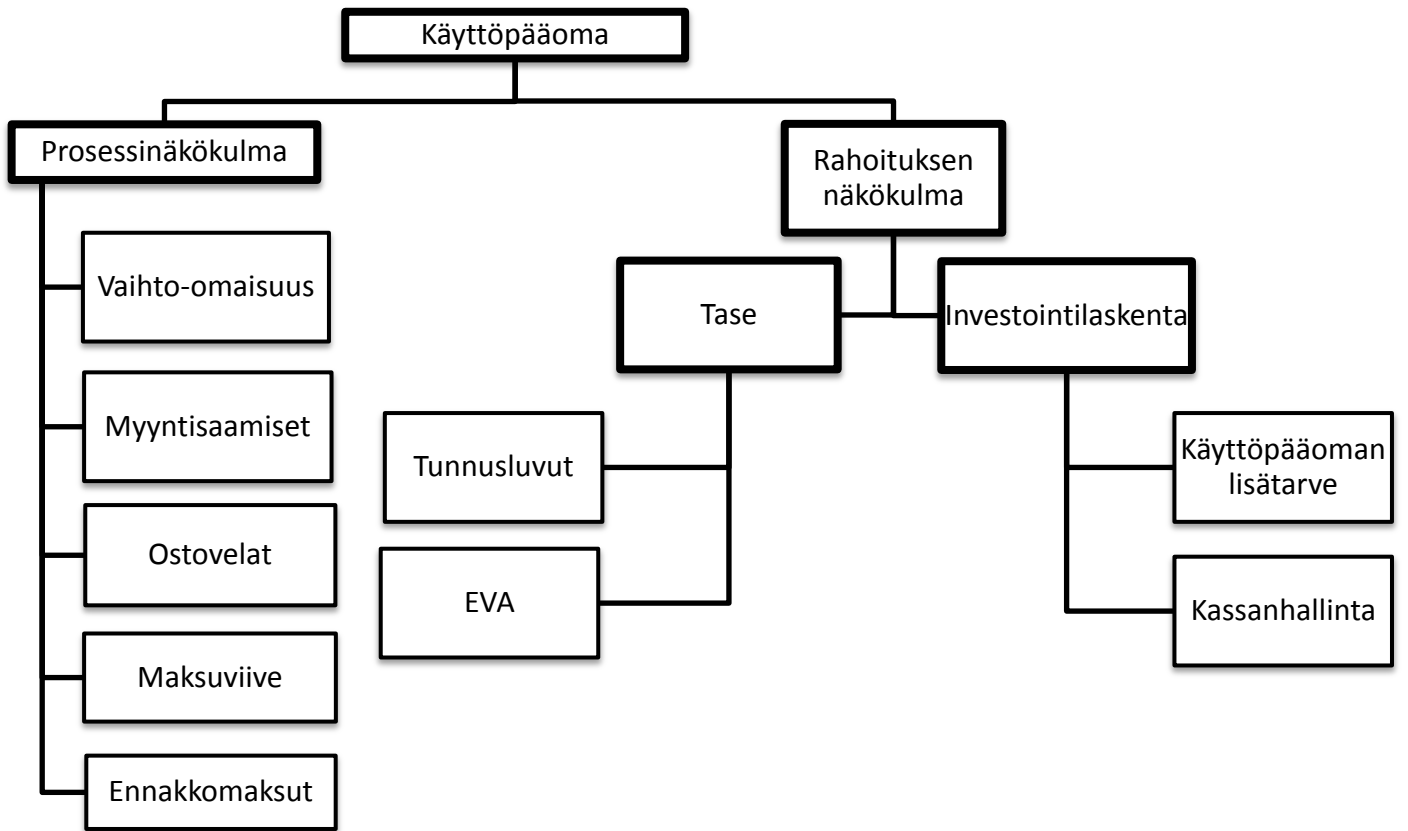 Käyttöpääoma
Prosessinäkökulma
Vaihto-omaisuus
Myyntisaamiset
Ostovelat
Maksuviive
Ennakkomaksut
Rahoituksen
näkökulma
Tase
Tunnusluvut
EVA
Investointilaskenta
Käyttöpääoman
lisätarve
Kassanhallinta